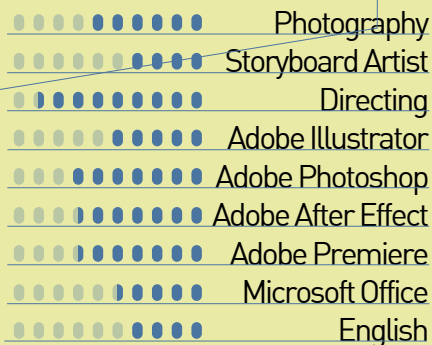 Photography
Storyboard Artist
Directing
Adobe Illustrator
Adobe Photoshop
Adobe After Effect
Adobe Premiere
Microsoft Office
English